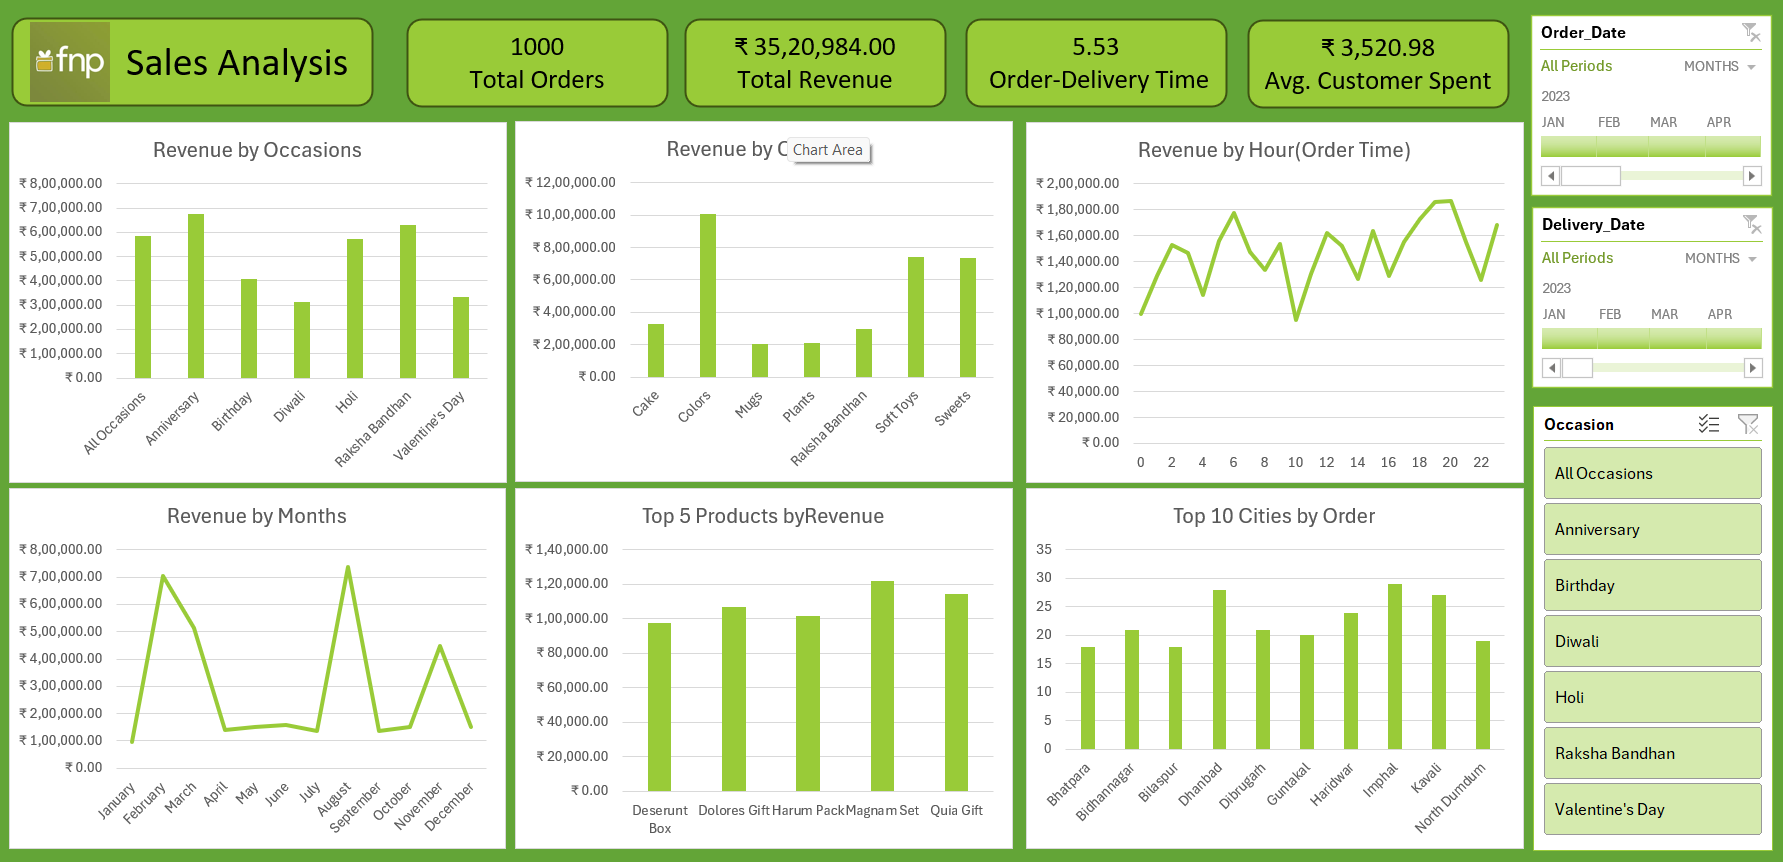 fnp
Sales Analysis
1000
Total Orders
₹ 35,20,984.00
Total Revenue
5.53
Order-Delivery Time
₹ 3,520.98
Avg. Customer Spent
Revenue by Occasions
₹ 8,00,000.00
₹ 7,00,000.00
₹ 6,00,000.00
₹ 5,00,000.00
₹ 4,00,000.00
₹ 3,00,000.00
₹ 2,00,000.00
₹ 1,00,000.00
₹ 0.00
All Occasions
Anniversary
Birthday
Diwali
Holi
Raksha Bandhan
Valentine's Day
Revenue by C
Chart Area
₹ 12,00,000.00
₹ 10,00,000.00
₹ 8,00,000.00
₹ 6,00,000.00
₹ 4,00,000.00
₹ 2,00,000.00
₹ 0.00
Cake
Colors
Mugs
Plants
Raksha Bandhan
Soft Toys
Sweets
Revenue by Hour(Order Time)
₹ 2,00,000.00
₹ 1,80,000.00
₹ 1,60,000.00
₹ 1,40,000.00
₹ 1,20,000.00
₹ 1,00,000.00
₹ 80,000.00
₹ 60,000.00
₹ 40,000.00
₹ 20,000.00
₹ 0.00
0 2 4 6 8 10 12 14 16 18 20 22
Revenue by Months
₹ 8,00,000.00
₹ 7,00,000.00
₹ 6,00,000.00
₹ 5,00,000.00
₹ 4,00,000.00
₹ 3,00,000.00
₹ 2,00,000.00
₹ 1,00,000.00
₹ 0.00
January
February
March
April
May
June
July
August
September
October
November
December
Top 5 Products byRevenue
₹ 1,40,000.00
₹ 1,20,000.00
₹ 1,00,000.00
₹ 80,000.00
₹ 60,000.00
₹ 40,000.00
₹ 20,000.00
₹ 0.00
Deserunt
Box
Dolores Gift
Harum Pack
Magnam Set
Quia Gift
Top 10 Cities by Order
35
30
25
20
15
10
5
0
Bhatpara
Bidhannagar
Bilaspur
Dhanbad
Dibrugarh
Guntakal
Haridwar
Imphal
Kavali
North Dumdum
Order_Date
All Periods MONTHS
2023
JAN FEB MAR APR
Delivery_Date
All Periods MONTHS
2023
JAN FEB MAR APR
Occasion
All Occasions
Anniversary
Birthday
Diwali
Holi
Raksha Bandhan
Valentine's Day